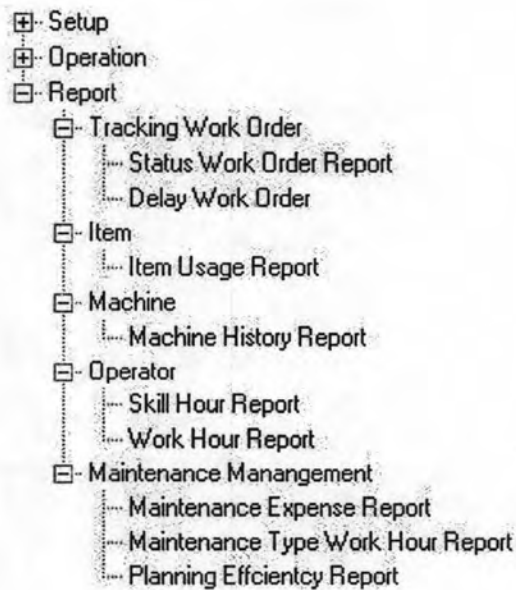 Setup
Operation
Report
Tracking Work Order
Status Work Order Report
Delay Work Order
Item
Item Usage Report
Machine
Machine History Report
Operator
Skill Hour Report
Work Hour Report
Maintenance Manangement
Maintenance Expense Report
Maintenance Type Work Hour Report
Planning Effcientcy Report